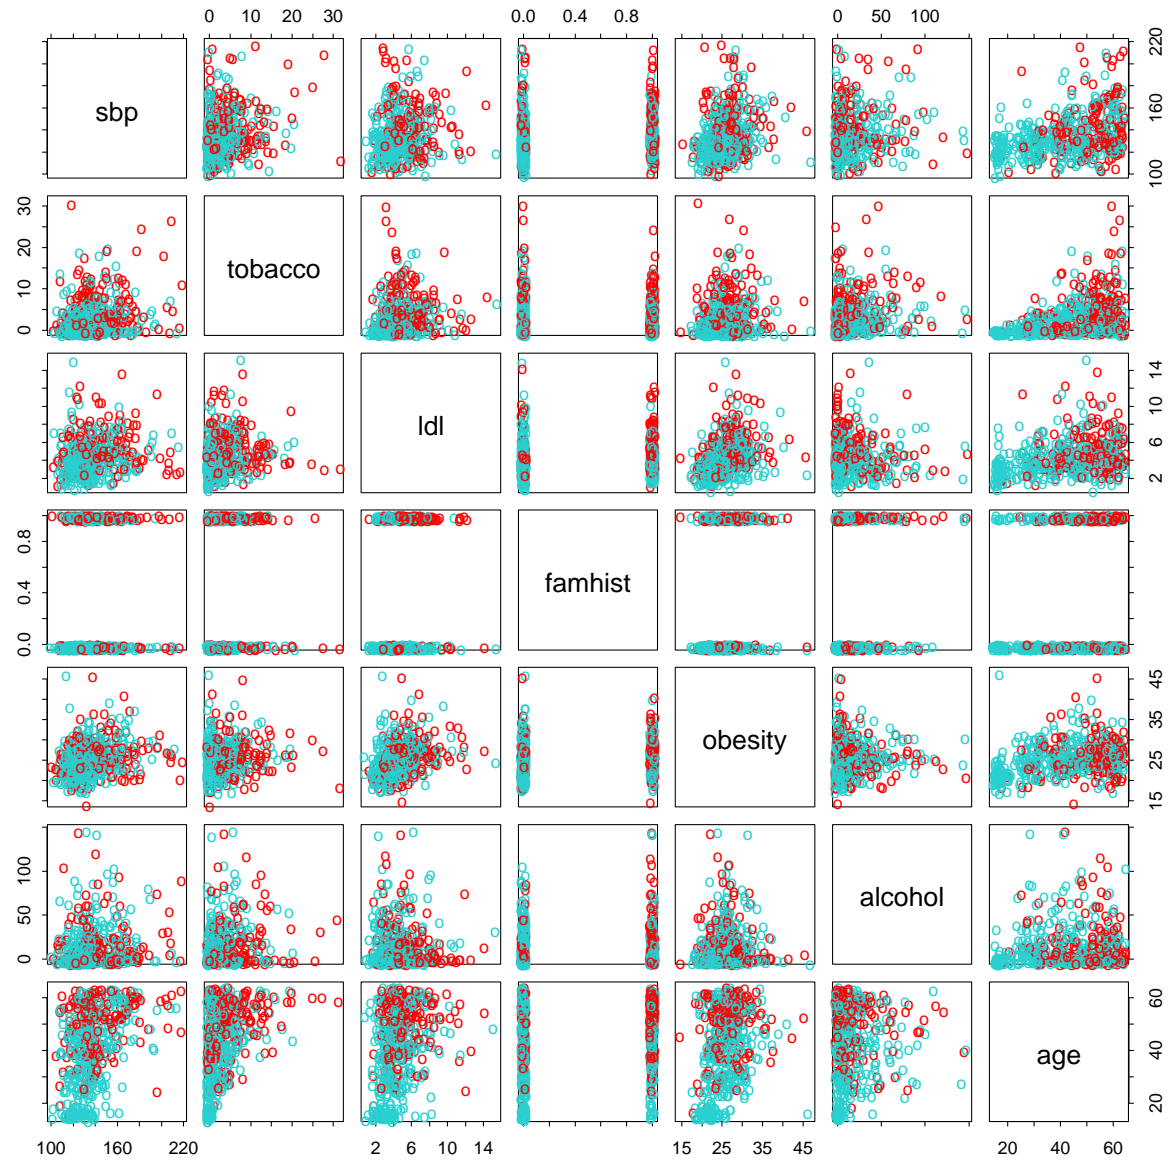 0 10 20 30 0.0 0.4 0.8 0 50 100
sbp 100 160 220
0 10 20 30 tobacco
ldl 2 6 10 14
0.0 0.4 0.8 famhist
obesity 15 25 35 45
0 50 100 alcohol
age 20 40 60
100 160 220 2 6 10 14 15 25 35 45 20 40 60